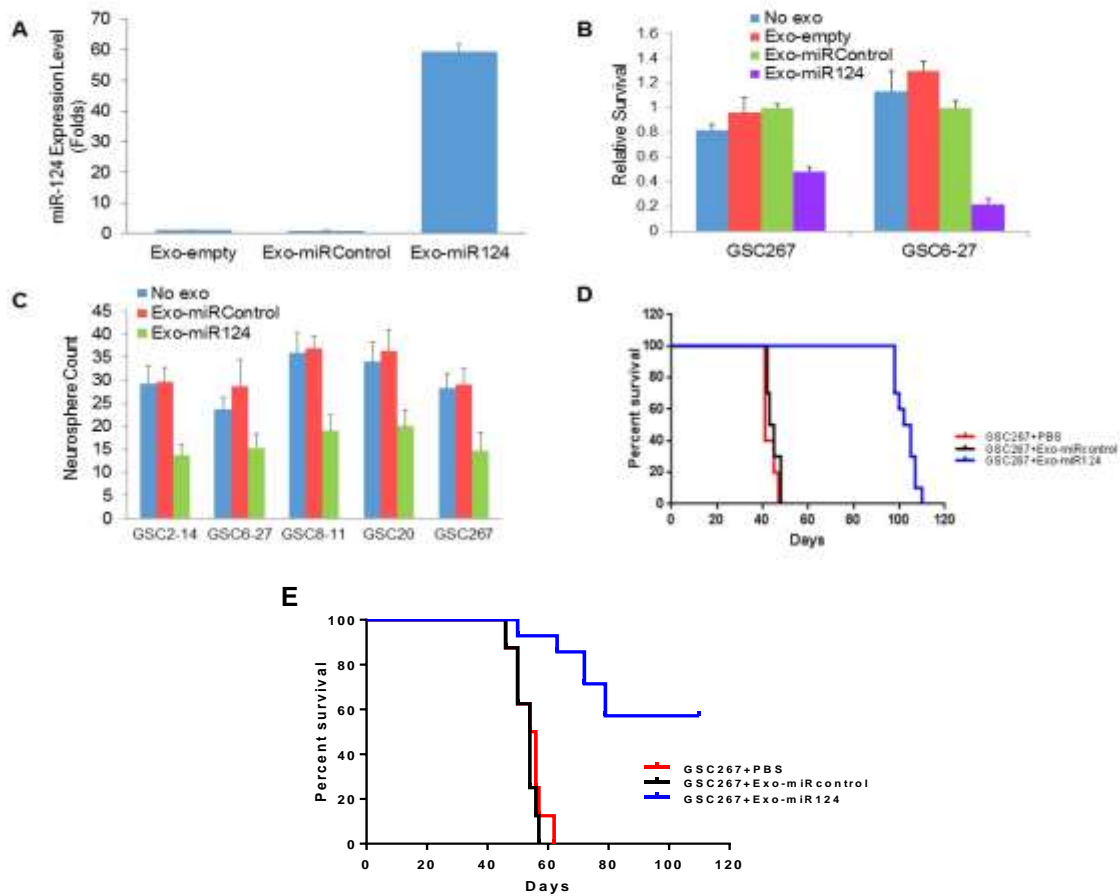 A
miR-124 Expression Level
(Folds)
70
60
50
40
30
20
10
0
Exo-empty
Exo-miRControl
Exo-miR124
B
No exo
Exo-empty
Exo-miRControl
Exo-miR124
Relative Survival
1.6
1.4
1.2
1
0.8
0.6
0.4
0.2
0
GSC267
GSC6-27
C
No exo
Exo-miRControl
Exo-miR124
Neurosphere Count
45
40
35
30
25
20
15
10
5
0
GSC2-14
GSC6-27
GSC8-11
GSC20
GSC267
D
Percent survival
120
100
80
60
40
20
0
0 20 40 60 80 100 120
Days
GSC267+PBS
GSC267+Exo-miRcontrol
GSC267+Exo-miR124
E
Percent survival
100
80
60
40
20
0
0 20 40 60 80 100 120
Days
GSC267+PBS
GSC267+Exo-miRcontrol
GSC267+Exo-miR124